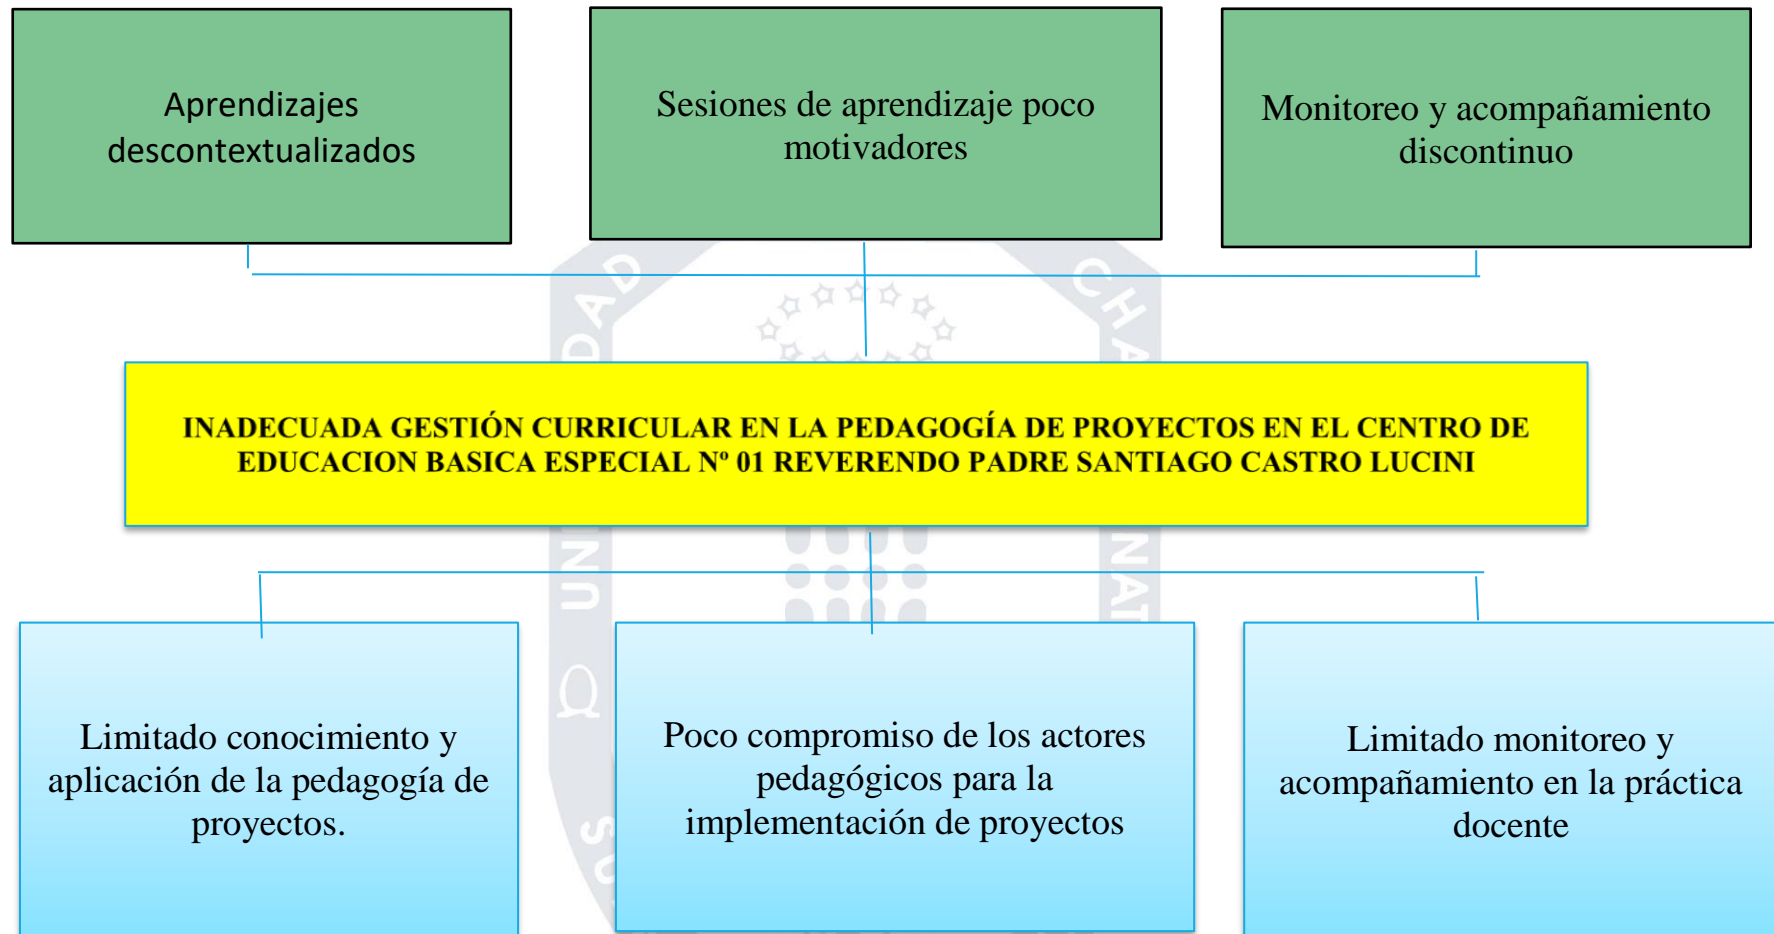 Aprendizajes
descontextualizados
Sesiones de aprendizaje poco
motivadores
Monitoreo y acompañamiento
discontinuo
INADECUADA GESTIÓN CURRICULAR EN LA PEDAGOGÍA DE PROYECTOS EN EL CENTRO DE
EDUCACION BASICA ESPECIAL Nº 01 REVERENDO PADRE SANTIAGO CASTRO LUCINI
Limitado conocimiento y
aplicación de la pedagogía de
proyectos.
Poco compromiso de los actores
pedagógicos para la
implementación de proyectos
Limitado monitoreo y
acompañamiento en la práctica
docente